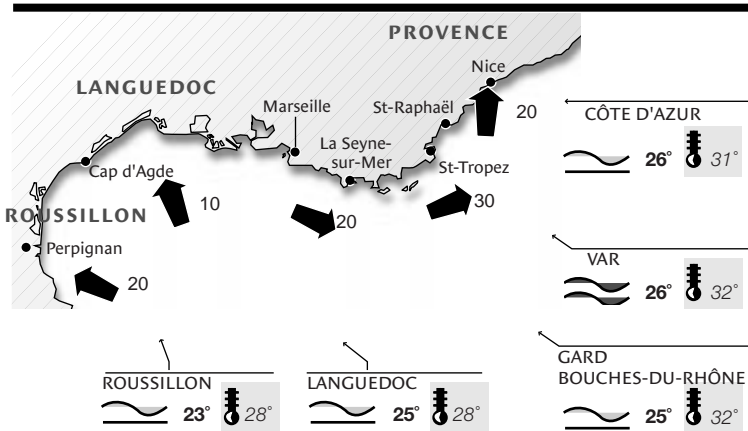 PROVENCE
Nice
LANGUEDOC
Marseille
St-Raphaël
20
CÔTE D'AZUR
La Seyne-
sur-Mer
26° 31°
Cap d'Agde
St-Tropez
10
30
20
ROUSSILLON
Perpignan
VAR
20
26° 32°
ROUSSILLON
23° 28°
LANGUEDOC
25° 28°
GARD
BOUCHES-DU-RHÔNE
25° 32°